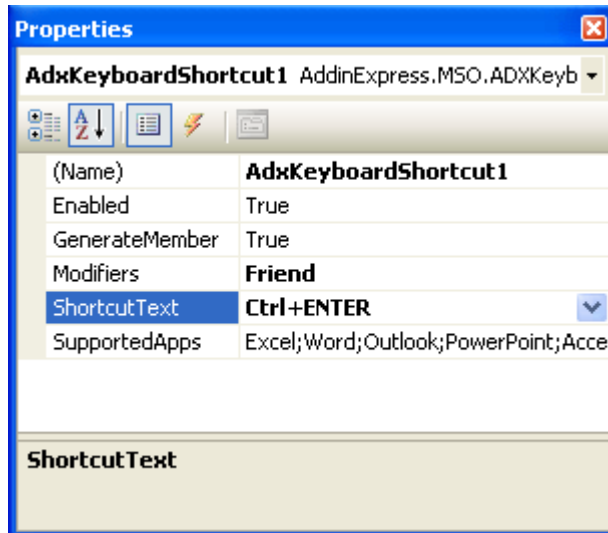 Properties
AdxKeyboardShortcut1 AddinExpress.MSO.ADXKeyb
(Name) AdxKeyboardShortcut1
Enabled True
GenerateMember True
Modifiers Friend
ShortcutText Ctrl+ENTER
SupportedApps Excel;Word;Outlook;PowerPoint;Acce
ShortcutText